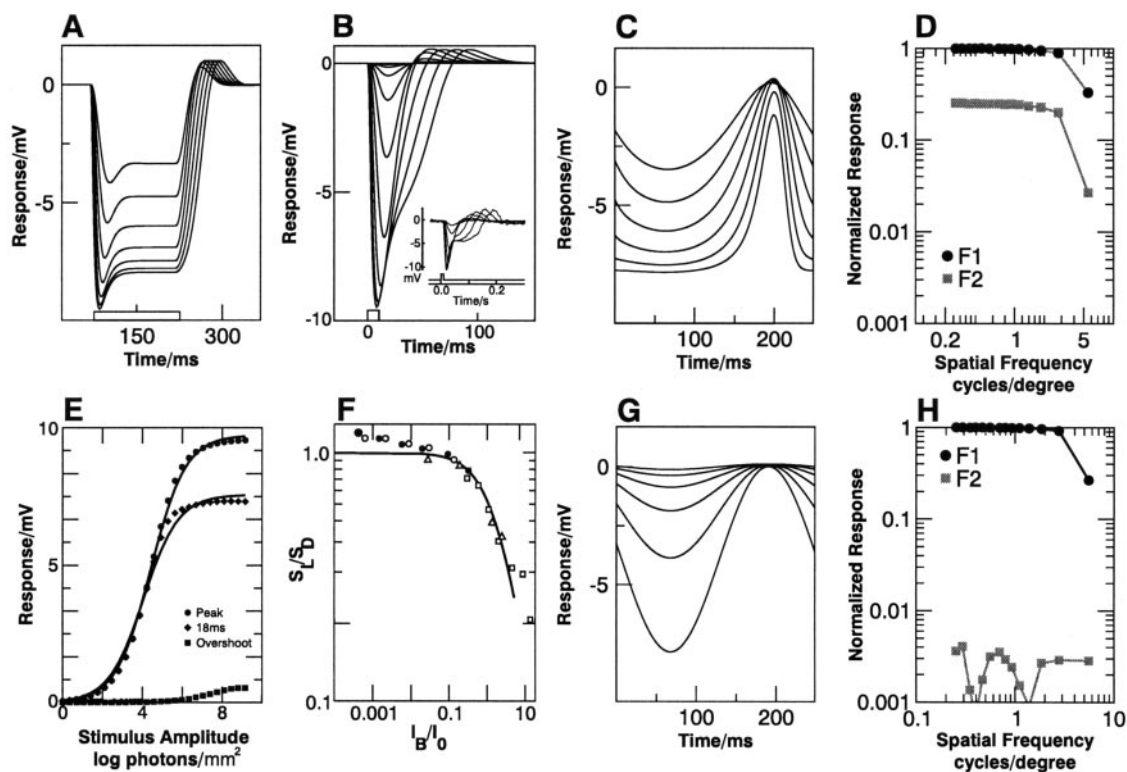 A
Response/mV
0
-5
150
300
Time/ms
B
Response/mV
0
-5
-10
0
100
Time/ms
0
-5
-10
mV
0.0
0.2
Time/s
C
Response/mV
0
-5
100
200
Time/ms
D
Normalized Response
1
0.1
0.01
0.001
F1
F2
0.2
1
5
Spatial Frequency
cycles/degree
E
Response/mV
10
5
0
Peak
18ms
Overshoot
0
4
8
Stimulus Amplitude
log photons/mm²
F
S_L/S_D
1.0
0.1
0.001
0.1
10
I_B/I_0
G
Response/mV
0
-5
100
200
Time/ms
H
Normalized Response
1
0.1
0.01
0.001
F1
F2
0.1
1
10
Spatial Frequency
cycles/degree